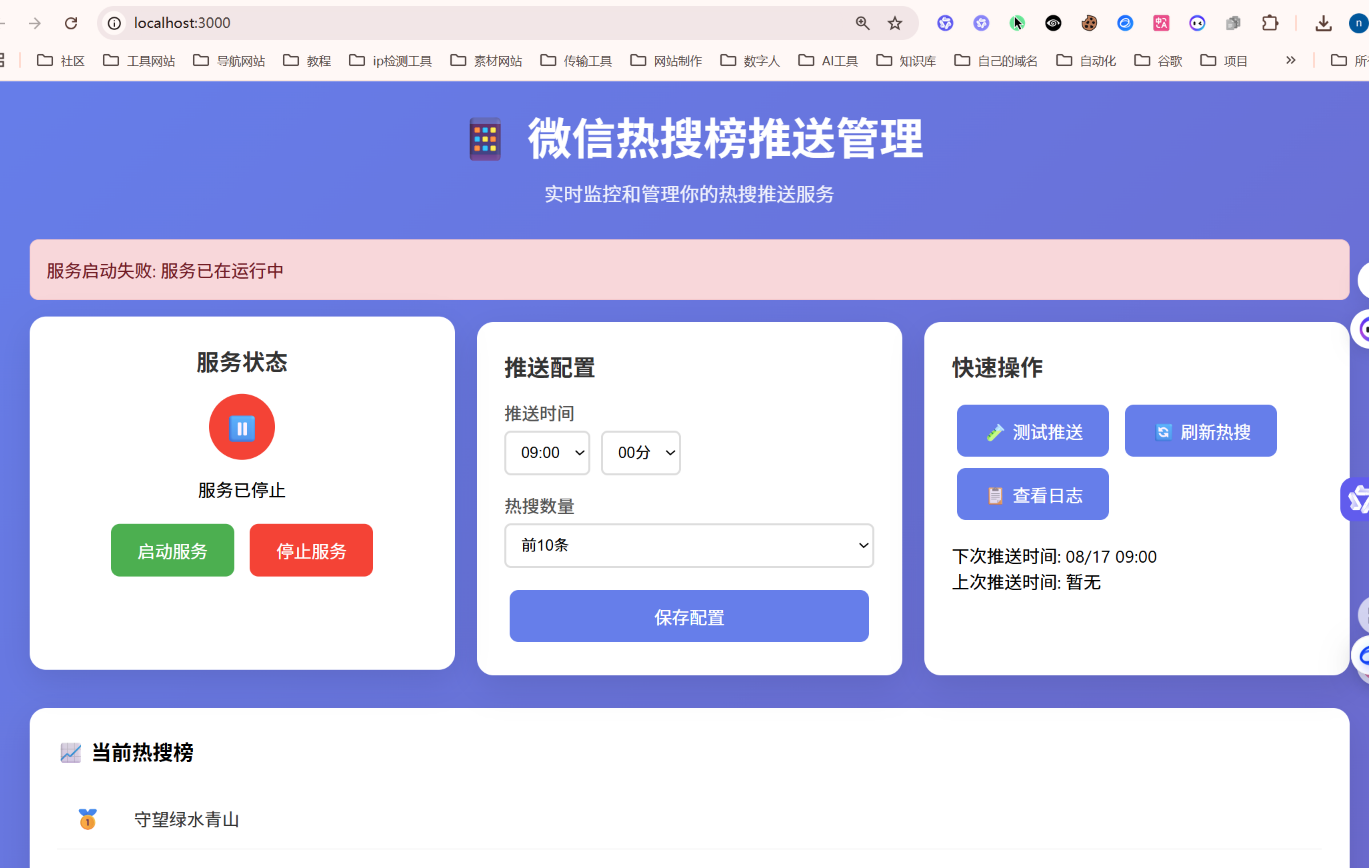 localhost:3000
n
社区
工具网站
导航网站
教程
ip检测工具
素材网站
传输工具
网站制作
数字人
AI工具
知识库
自己的域名
自动化
谷歌
项目
»
所
微信热搜榜推送管理
实时监控和管理你的热搜推送服务
服务启动失败: 服务已在运行中
服务状态
服务已停止
启动服务
停止服务
推送配置
推送时间
09:00
00分
热搜数量
前10条
保存配置
快速操作
测试推送
刷新热搜
查看日志
下次推送时间: 08/17 09:00
上次推送时间: 暂无
当前热搜榜
1
守望绿水青山